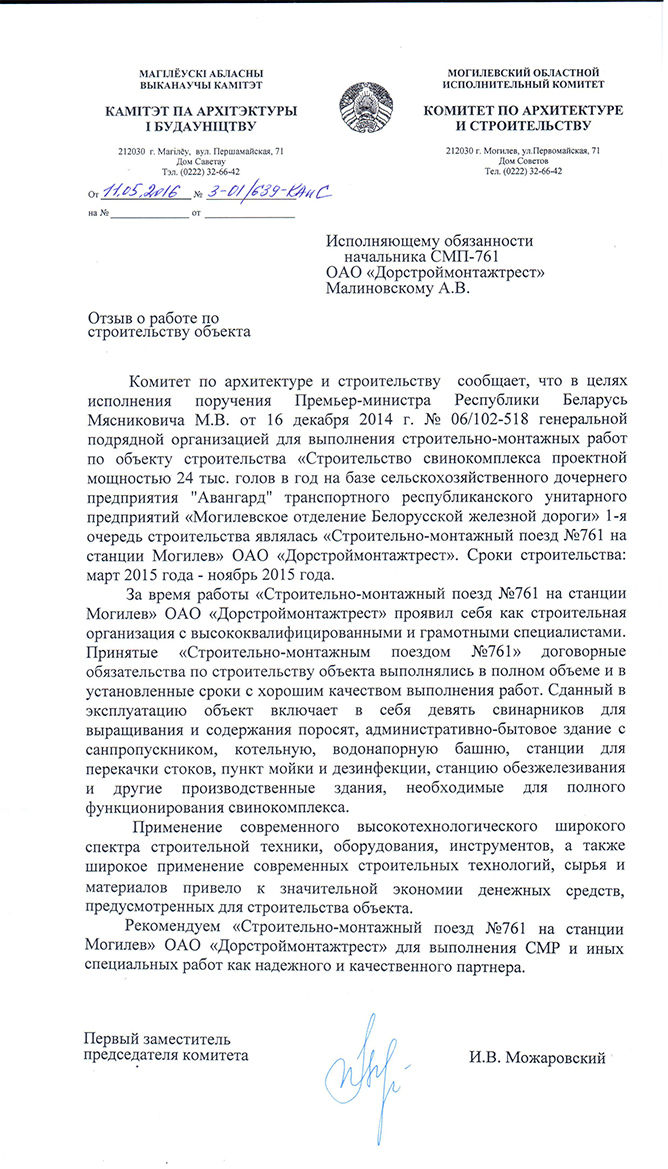 МАГІЛЁУСКІ АБЛАСНЫ
ВЫКАНАУЧЫ КАМІТЭТ
КАМІТЭТ ПА АРХІТЭКТУРЫ
І БУДАУНІЦТВУ
212030 г. Магілёу, вул. Першамайская, 71
Дом Саветау
Тэл. (0222) 32-66-42
От 11.05.2016 № 3-01/639-КАиС
на № от
МОГИЛЕВСКИЙ ОБЛАСТНОЙ
ИСПОЛНИТЕЛЬНЫЙ КОМИТЕТ
КОМИТЕТ ПО АРХИТЕКТУРЕ
И СТРОИТЕЛЬСТВУ
212030 г. Могилев, ул.Первомайская, 71
Дом Советов
Тел. (0222) 32-66-42
Исполняющему обязанности
начальника СМП-761
ОАО «Дорстроймонтажтрест»
Малиновскому А.В.
Отзыв о работе по
строительству объекта
Комитет по архитектуре и строительству сообщает, что в целях
исполнения поручения Премьер-министра Республики Беларусь
Мясниковича М.В. от 16 декабря 2014 г. № 06/102-518 генеральной
подрядной организацией для выполнения строительно-монтажных работ
по объекту строительства «Строительство свинокомплекса проектной
мощностью 24 тыс. голов в год на базе сельскохозяйственного дочернего
предприятия "Авангард" транспортного республиканского унитарного
предприятий «Могилевское отделение Белорусской железной дороги» 1-я
очередь строительства являлась «Строительно-монтажный поезд №761 на
станции Могилев» ОАО «Дорстроймонтажтрест». Сроки строительства:
март 2015 года - ноябрь 2015 года.
За время работы «Строительно-монтажный поезд №761 на станции
Могилев» ОАО «Дорстроймонтажтрест» проявил себя как строительная
организация с высококвалифицированными и грамотными специалистами.
Принятые «Строительно-монтажным поездом №761» договорные
обязательства по строительству объекта выполнялись в полном объеме и в
установленные сроки с хорошим качеством выполнения работ. Сданный в
эксплуатацию объект включает в себя девять свинарников для
выращивания и содержания поросят, административно-бытовое здание с
санпропускником, котельную, водонапорную башню, станции для
перекачки стоков, пункт мойки и дезинфекции, станцию обезжелезивания
и другие производственные здания, необходимые для полного
функционирования свинокомплекса.
Применение современного высокотехнологического широкого
спектра строительной техники, оборудования, инструментов, а также
широкое применение современных строительных технологий, сырья и
материалов привело к значительной экономии денежных средств,
предусмотренных для строительства объекта.
Рекомендуем «Строительно-монтажный поезд №761 на станции
Могилев» ОАО «Дорстроймонтажтрест» для выполнения СМР и иных
специальных работ как надежного и качественного партнера.
Первый заместитель
председателя комитета
И.В. Можаровский